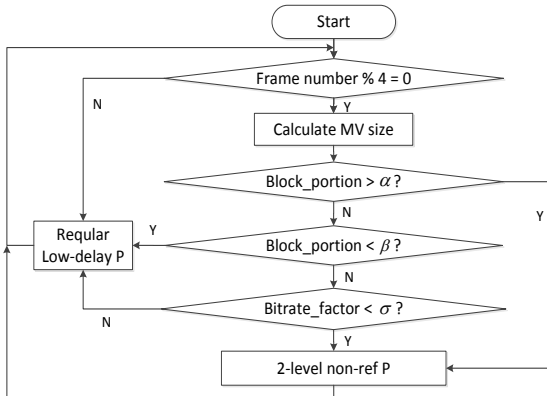 Start
Frame number % 4 = 0
N
Y
Calculate MV size
Block_portion > α ?
N
Y
Reqular
Low-delay P
Y
Block_portion < β ?
N
Bitrate_factor < σ ?
N
Y
2-level non-ref P